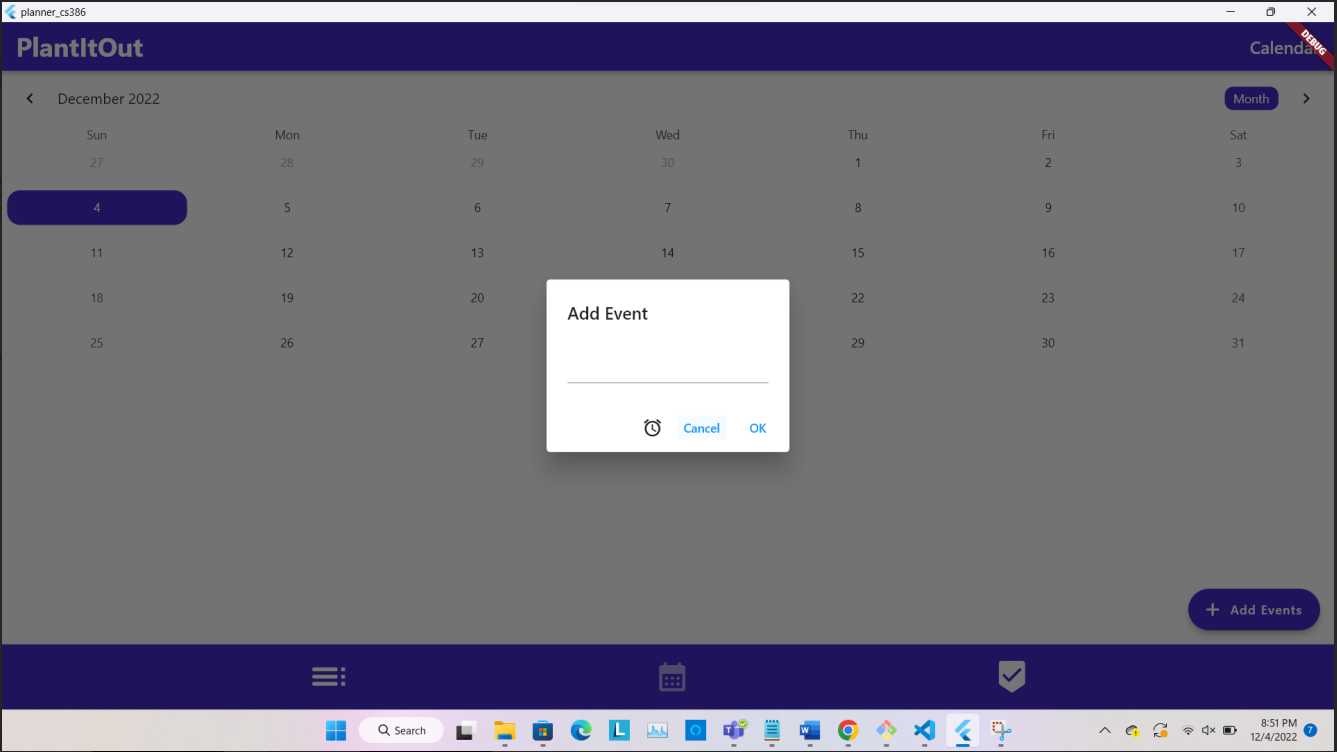 planner_cs386
PlantItOut
Calenda
DEBUG
December 2022
Month
Sun Mon Tue Wed Thu Fri Sat
27 28 29 30 1 2 3
4 5 6 7 8 9 10
11 12 13 14 15 16 17
18 19 20 22 23 24
25 26 27 29 30 31
Add Event
Cancel OK
+ Add Events
Search
L
8:51 PM
12/4/2022
7